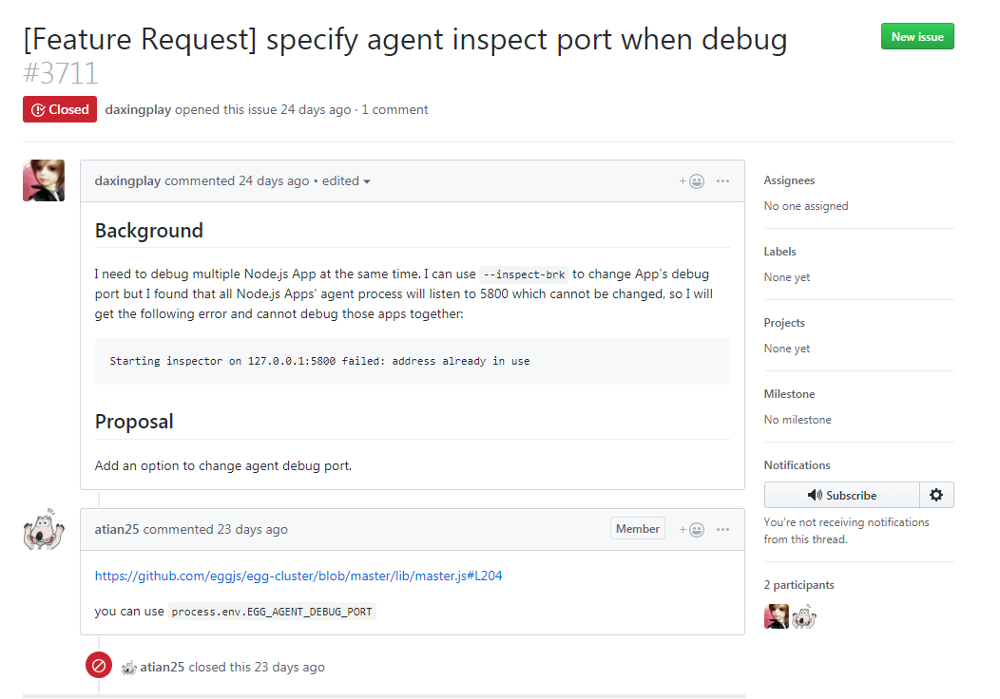 [Feature Request] specify agent inspect port when debug
#3711
New issue
Closed daxingplay opened this issue 24 days ago · 1 comment
daxingplay commented 24 days ago • edited
Background
I need to debug multiple Node.js App at the same time. I can use --inspect-brk to change App's debug
port but I found that all Node.js Apps' agent process will listen to 5800 which cannot be changed, so I will
get the following error and cannot debug those apps together:
Starting inspector on 127.0.0.1:5800 failed: address already in use
Proposal
Add an option to change agent debug port.
atian25 commented 23 days ago Member
https://github.com/eggjs/egg-cluster/blob/master/lib/master.js#L204
you can use process.env.EGG_AGENT_DEBUG_PORT
atian25 closed this 23 days ago
Assignees
No one assigned
Labels
None yet
Projects
None yet
Milestone
No milestone
Notifications
Subscribe
You're not receiving notifications
from this thread.
2 participants